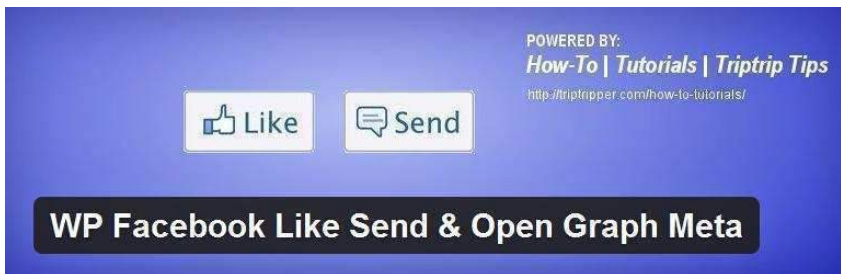 POWERED BY:
How-To | Tutorials | Triptrip Tips
http://triptripper.com/how-to-tutorials/
Like
Send
WP Facebook Like Send & Open Graph Meta